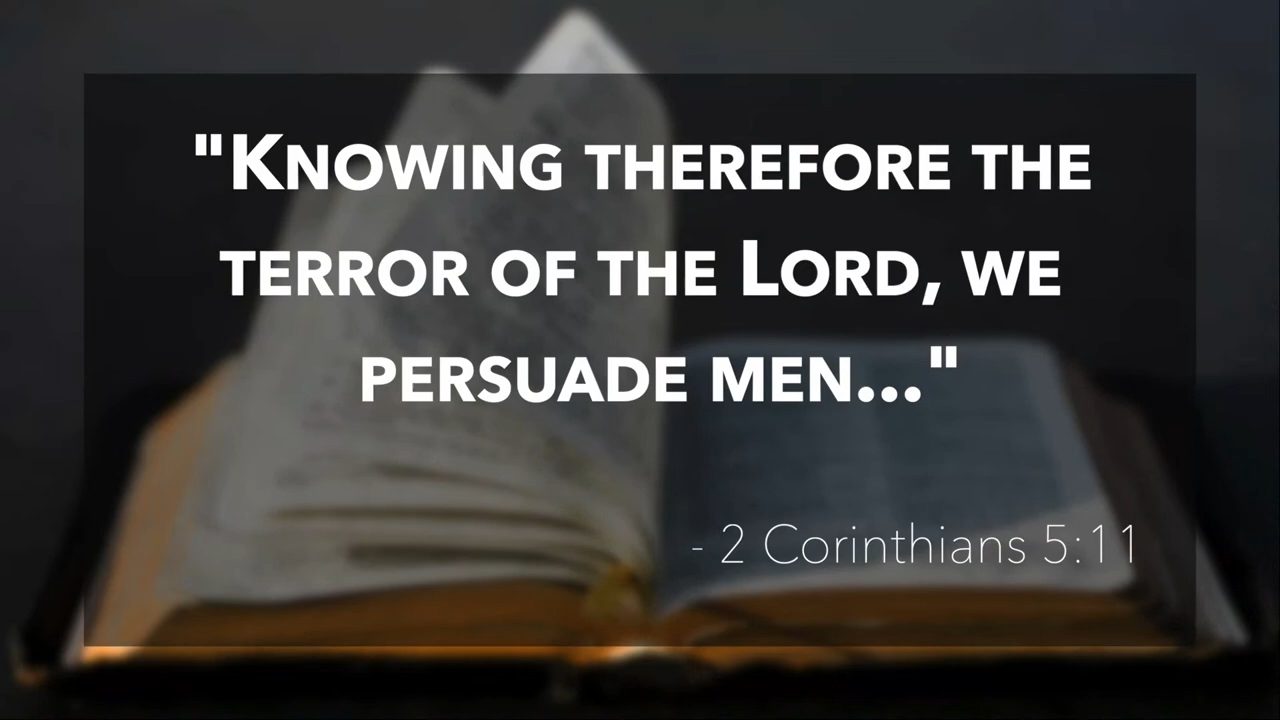 "Knowing therefore the
terror of the Lord, we
persuade men..."
- 2 Corinthians 5:11